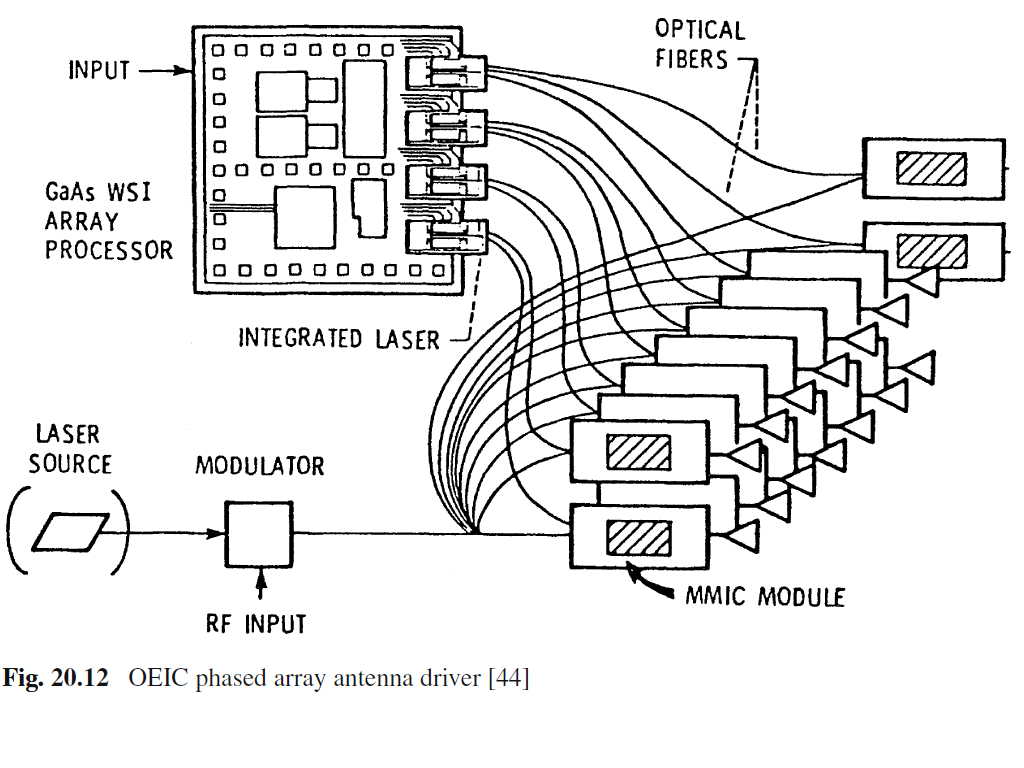 OPTICAL
FIBERS
INPUT
GaAs WSI
ARRAY
PROCESSOR
INTEGRATED LASER
LASER
SOURCE
MODULATOR
RF INPUT
MMIC MODULE
Fig. 20.12 OEIC phased array antenna driver [44]